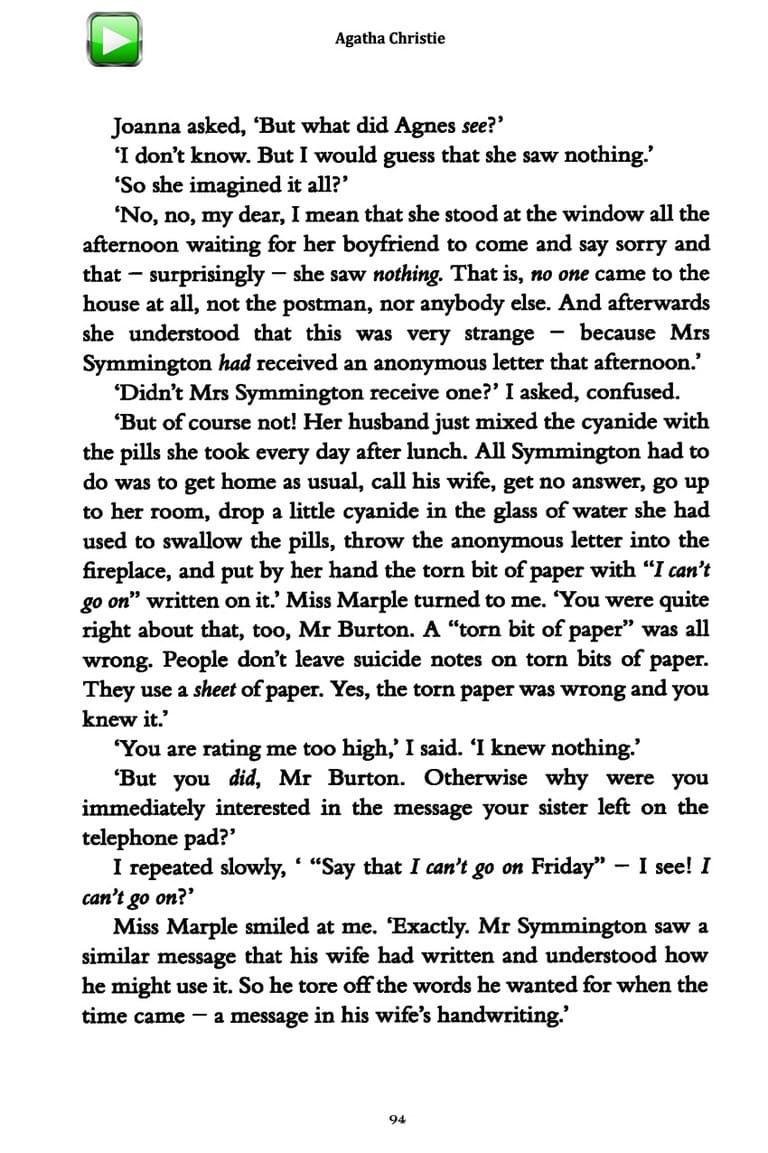 Agatha Christie
Joanna asked, ‘But what did Agnes see?’
‘I don’t know. But I would guess that she saw nothing.’
‘So she imagined it all?’
‘No, no, my dear, I mean that she stood at the window all the
afternoon waiting for her boyfriend to come and say sorry and
that – surprisingly – she saw nothing. That is, no one came to the
house at all, not the postman, nor anybody else. And afterwards
she understood that this was very strange – because Mrs
Symmington had received an anonymous letter that afternoon.’
‘Didn’t Mrs Symmington receive one?’ I asked, confused.
‘But of course not! Her husband just mixed the cyanide with
the pills she took every day after lunch. All Symmington had to
do was to get home as usual, call his wife, get no answer, go up
to her room, drop a little cyanide in the glass of water she had
used to swallow the pills, throw the anonymous letter into the
fireplace, and put by her hand the torn bit of paper with “I can’t
go on” written on it.’ Miss Marple turned to me. ‘You were quite
right about that, too, Mr Burton. A “torn bit of paper” was all
wrong. People don’t leave suicide notes on torn bits of paper.
They use a sheet of paper. Yes, the torn paper was wrong and you
knew it.’
‘You are rating me too high,’ I said. ‘I knew nothing.’
‘But you did, Mr Burton. Otherwise why were you
immediately interested in the message your sister left on the
telephone pad?’
I repeated slowly, ‘ “Say that I can’t go on Friday” – I see! I
can’t go on?’
Miss Marple smiled at me. ‘Exactly. Mr Symmington saw a
similar message that his wife had written and understood how
he might use it. So he tore off the words he wanted for when the
time came – a message in his wife’s handwriting.’
94